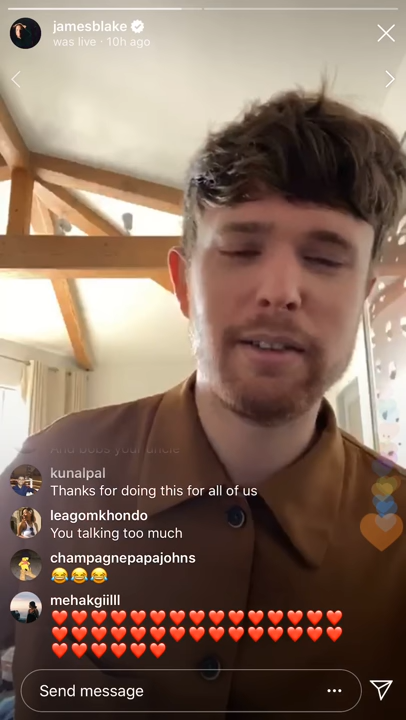 jamesblake
was live · 10h ago
And bobs your uncle
kunalpal
Thanks for doing this for all of us
leagomkhondo
You talking too much
champagnepapajohns
😂😂😂
mehakgiilll
❤️❤️❤️❤️❤️❤️❤️❤️❤️❤️❤️❤️❤️❤️❤️
❤️❤️❤️❤️❤️❤️❤️❤️❤️❤️❤️❤️❤️❤️❤️
❤️❤️❤️❤️❤️❤️
Send message